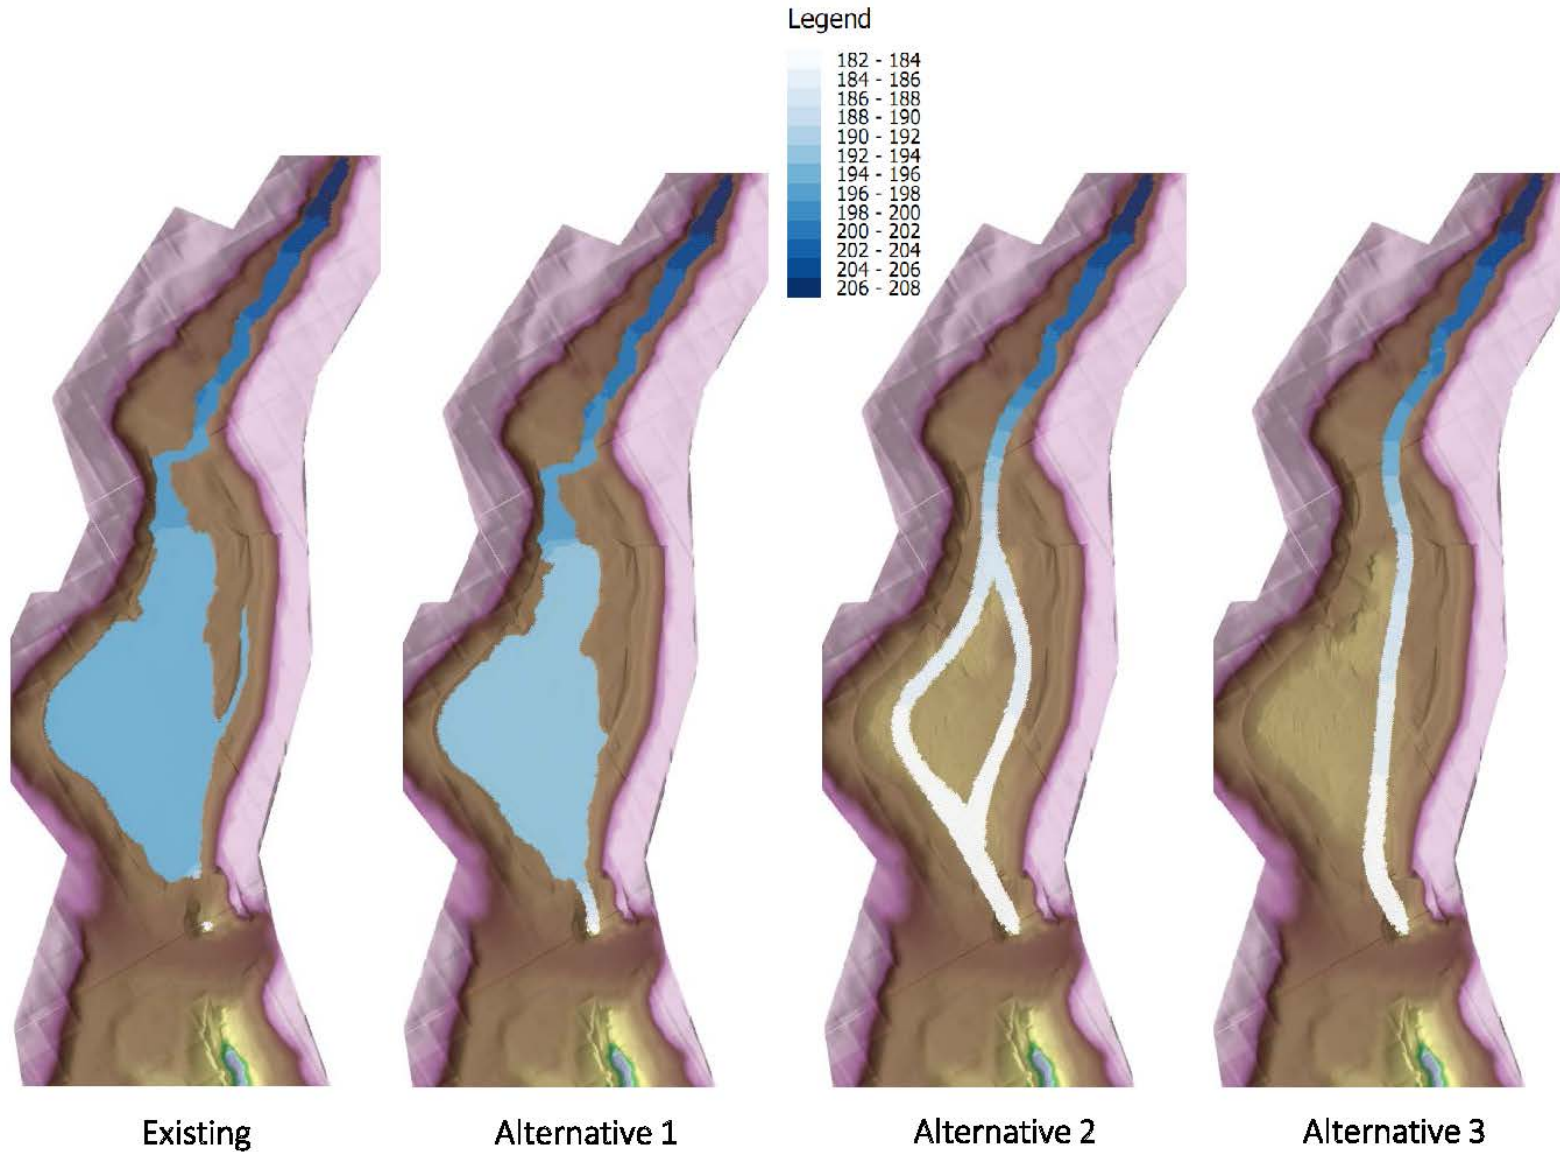 Legend
182 - 184
184 - 186
186 - 188
188 - 190
190 - 192
192 - 194
194 - 196
196 - 198
198 - 200
200 - 202
202 - 204
204 - 206
206 - 208
Existing
Alternative 1
Alternative 2
Alternative 3